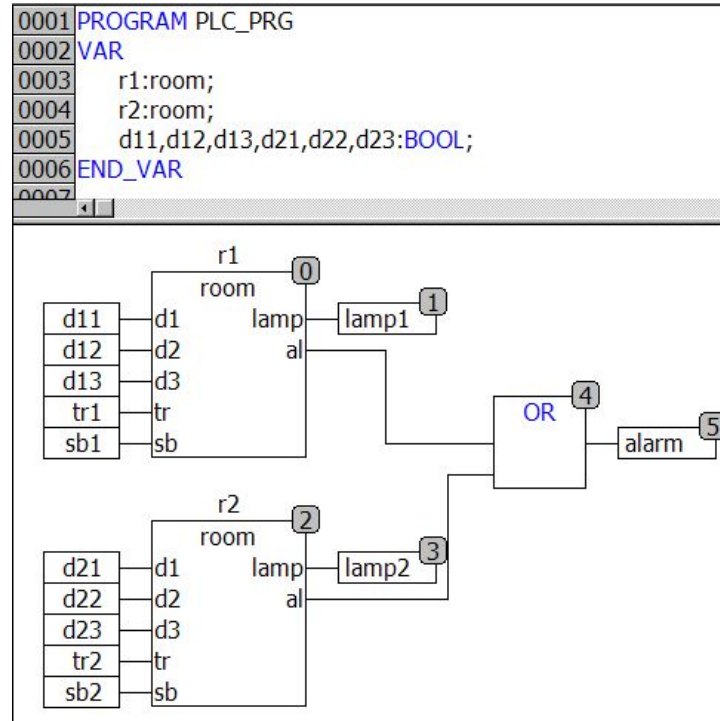 0001 PROGRAM PLC_PRG
0002 VAR
0003 r1:room;
0004 r2:room;
0005 d11,d12,d13,d21,d22,d23:BOOL;
0006 END_VAR
0007
r1 0
room
d11 d1 lamp lamp1 1
d12 d2 al
d13 d3
tr1 tr
sb1 sb
OR 4
alarm 5
r2 2
room
d21 d1 lamp lamp2 3
d22 d2 al
d23 d3
tr2 tr
sb2 sb